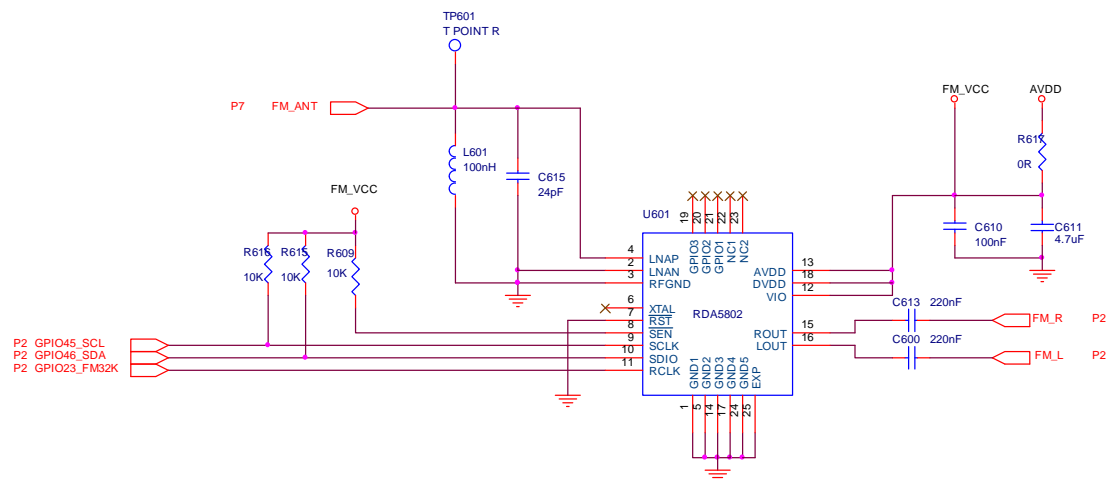 TP601
T POINT R
P7 FM_ANT
L601
100nH
C615
24pF
FM_VCC
R616
10K
R615
10K
R609
10K
FM_VCC
AVDD
R617
0R
C610
100nF
C611
4.7uF
U601
19 20 21 22 23
GPIO3 GPIO2 GPIO1 NC1 NC2
4 LNAP
2 LNAN
3 RFGND
6 XTAL
7 RST
8 SEN
9 SCLK
10 SDIO
11 RCLK
RDA5802
AVDD 13
DVDD 18
VIO 12
ROUT 15
LOUT 16
GND1 GND2 GND3 GND4 GND5 EXP
1 5 14 17 24 25
C613 220nF
C600 220nF
FM_R P2
FM_L P2
P2 GPIO45_SCL
P2 GPIO46_SDA
P2 GPIO23_FM32K